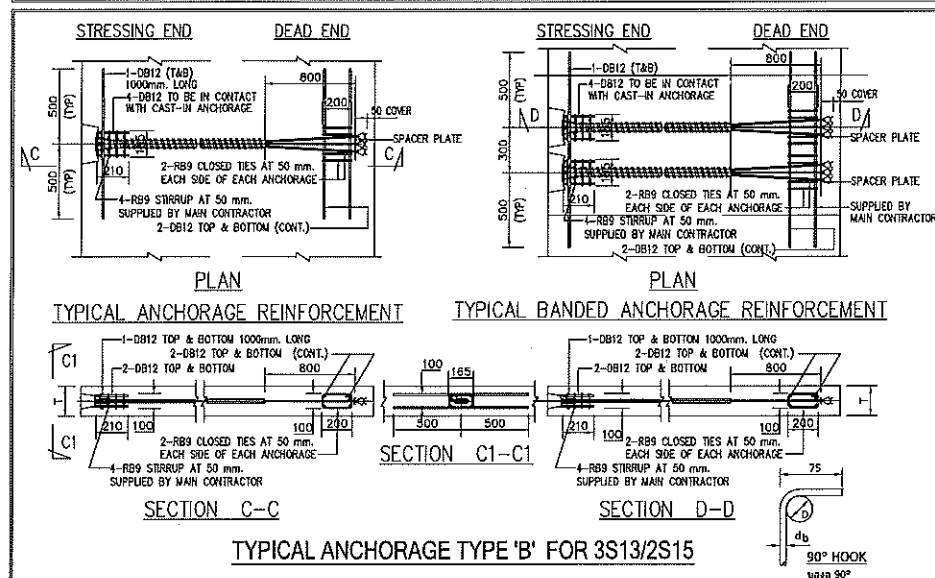 STRESSING END
DEAD END
1-DB12 (T&B)
1000mm. LONG
4-DB12 TO BE IN CONTACT
WITH CAST-IN ANCHORAGE
800
200
50 COVER
500
(TYP)
500
(TYP)
C
C
165
210
SPACER PLATE
2-RB9 CLOSED TIES AT 50 mm.
EACH SIDE OF EACH ANCHORAGE
4-RB9 STIRRUP AT 50 mm.
SUPPLIED BY MAIN CONTRACTOR
2-DB12 TOP & BOTTOM (CONT.)
PLAN
TYPICAL ANCHORAGE REINFORCEMENT
STRESSING END
DEAD END
1-DB12 (T&B)
4-DB12 TO BE IN CONTACT
WITH CAST-IN ANCHORAGE
800
200
50 COVER
500
(TYP)
300
500
(TYP)
D
D
165
165
210
SPACER PLATE
SPACER PLATE
2-RB9 CLOSED TIES AT 50 mm.
EACH SIDE OF EACH ANCHORAGE
SUPPLIED BY
MAIN CONTRACTOR
4-RB9 STIRRUP AT 50 mm.
SUPPLIED BY MAIN CONTRACTOR
2-DB12 TOP & BOTTOM (CONT.)
PLAN
TYPICAL BANDED ANCHORAGE REINFORCEMENT
C1
C1
1-DB12 TOP & BOTTOM 1000mm. LONG
2-DB12 TOP & BOTTOM (CONT.)
2-DB12 TOP & BOTTOM
800
T
210
100
100
200
2-RB9 CLOSED TIES AT 50 mm.
EACH SIDE OF EACH ANCHORAGE
4-RB9 STIRRUP AT 50 mm.
SUPPLIED BY MAIN CONTRACTOR
SECTION C-C
100
165
500
SECTION C1-C1
1-DB12 TOP & BOTTOM 1000mm. LONG
2-DB12 TOP & BOTTOM (CONT.)
2-DB12 TOP & BOTTOM
800
T
210
100
100
200
2-RB9 CLOSED TIES AT 50 mm.
EACH SIDE OF EACH ANCHORAGE
4-RB9 STIRRUP AT 50 mm.
SUPPLIED BY MAIN CONTRACTOR
SECTION D-D
75
D
db
90° HOOK
งอฉาก 90°
TYPICAL ANCHORAGE TYPE 'B' FOR 3S13/2S15